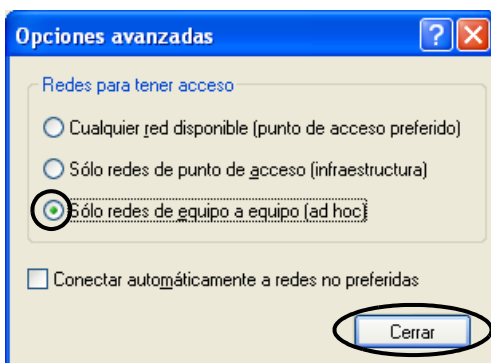 Opciones avanzadas
Redes para tener acceso
Cualquier red disponible (punto de acceso preferido)
Sólo redes de punto de acceso (infraestructura)
Sólo redes de equipo a equipo (ad hoc)
Conectar automáticamente a redes no preferidas
Cerrar